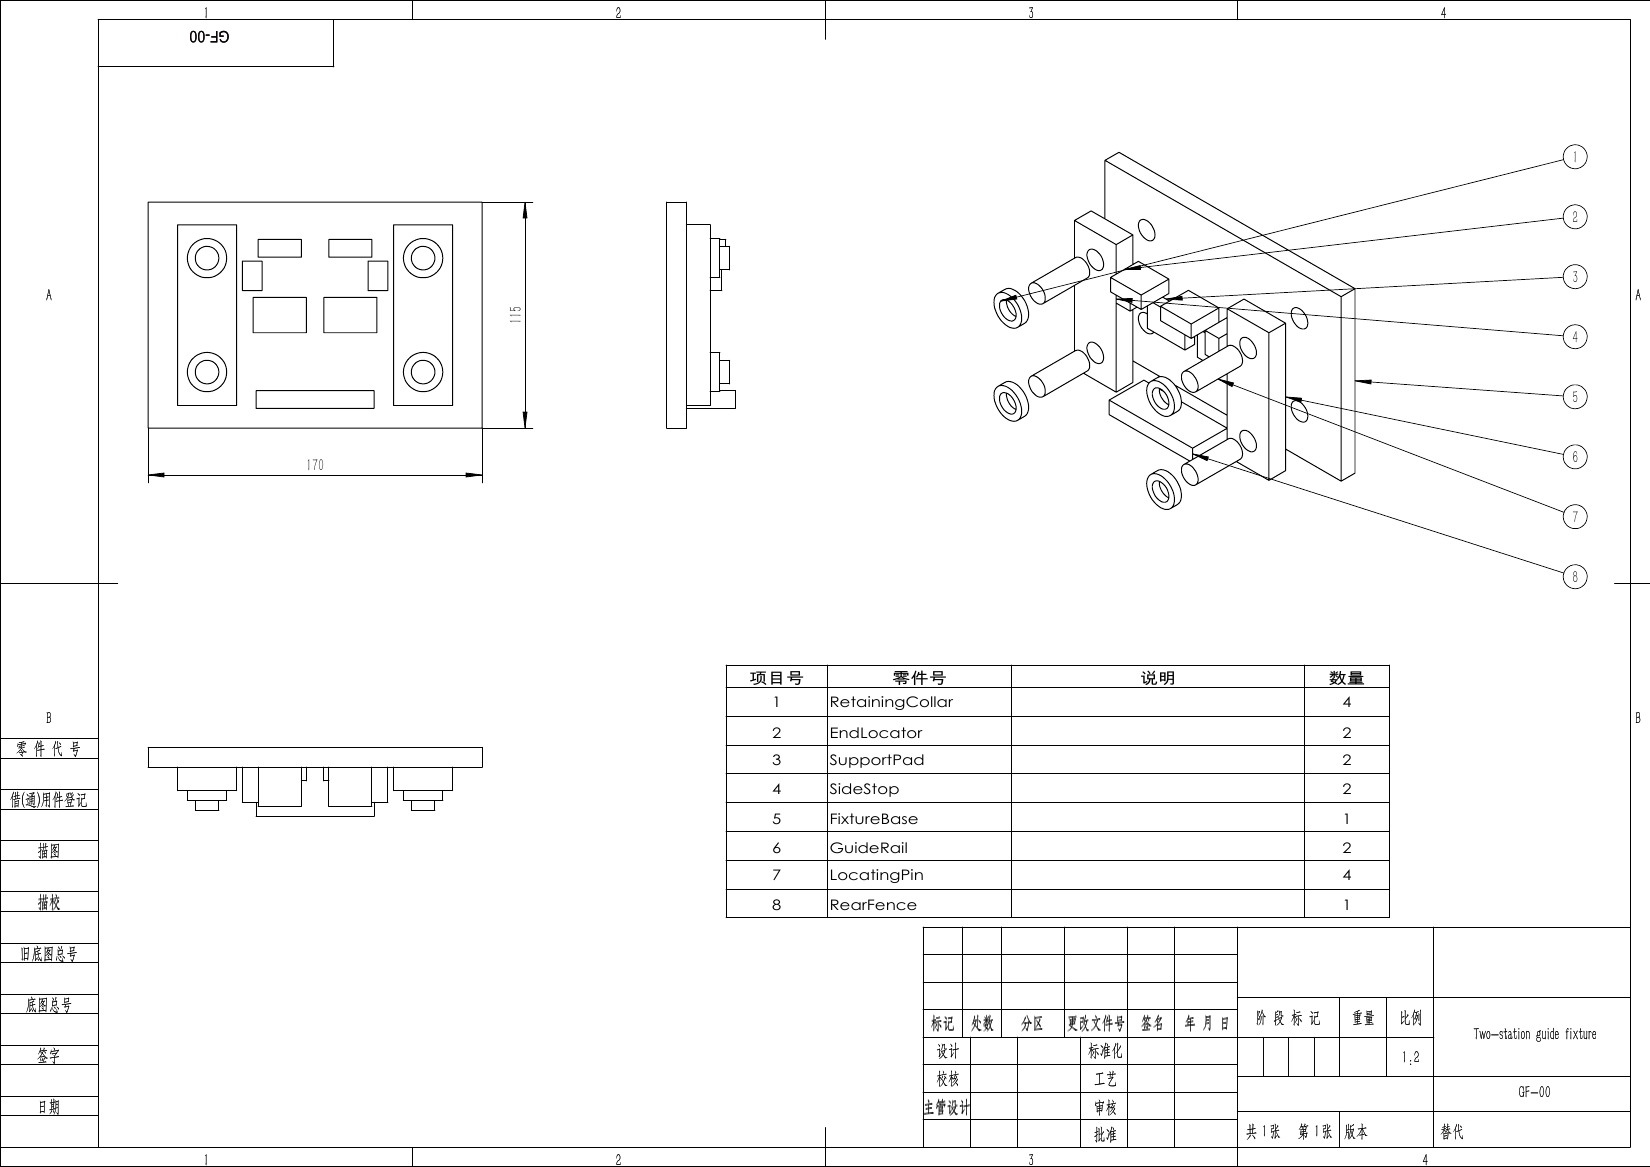 1 2 3 4
GF-00
A A
1
2
3
4
5
6
7
8
115
170
B B
项目号 零件号 说明 数量
1 RetainingCollar 4
2 EndLocator 2
3 SupportPad 2
4 SideStop 2
5 FixtureBase 1
6 GuideRail 2
7 LocatingPin 4
8 RearFence 1
零件代号
借(通)用件登记
描图
描校
旧底图总号
底图总号
签字
日期
标记 处数 分区 更改文件号 签名 年月日
设计 标准化
校核 工艺
主管设计 审核
批准
阶段标记 重量 比例
1:2
Two-station guide fixture
GF-00
共1张 第1张 版本 替代
1 2 3 4